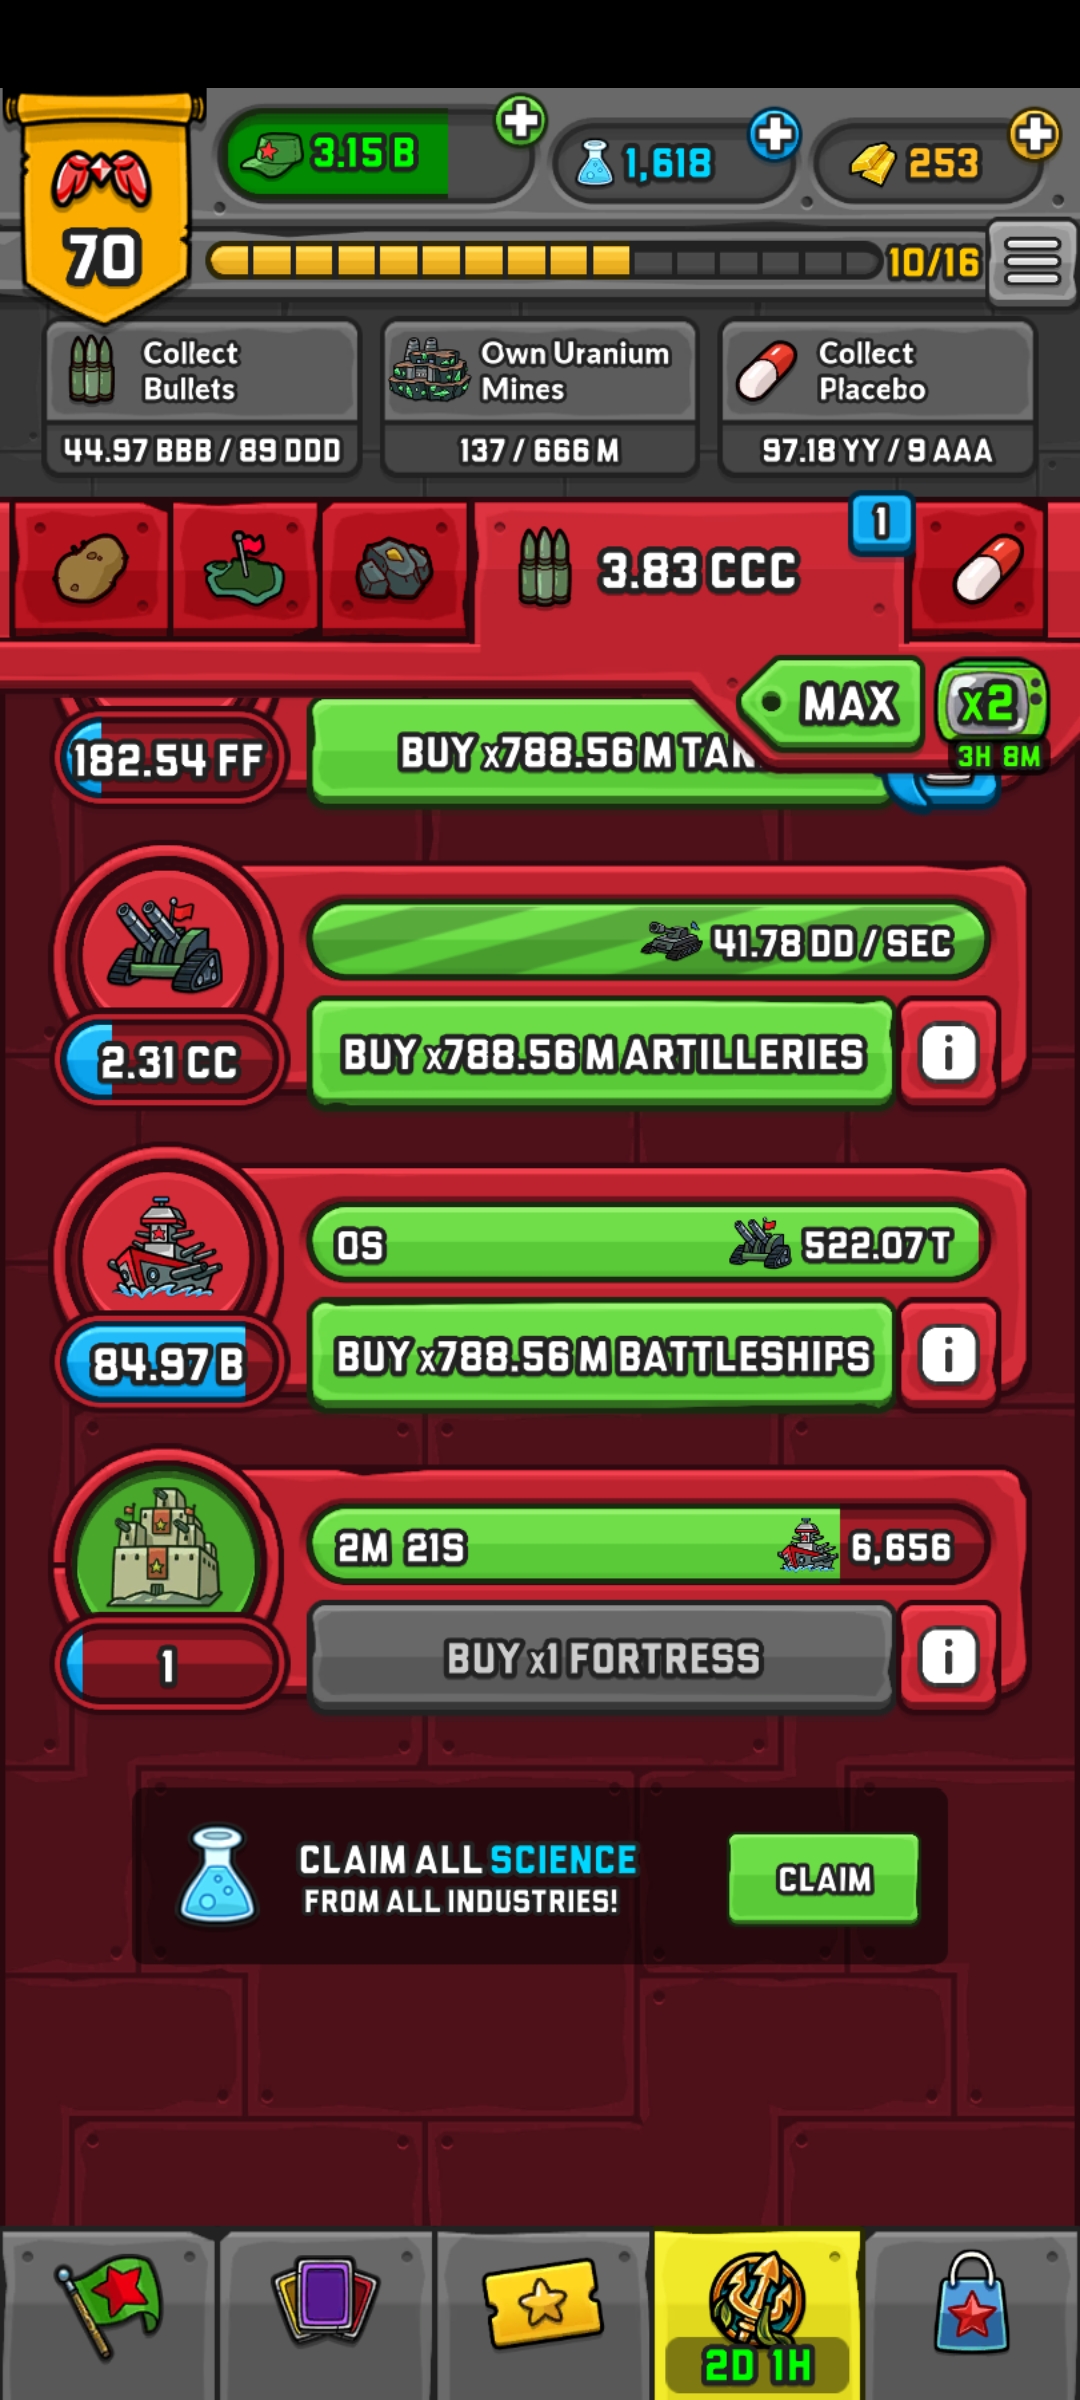 3.15 B
1,618
253
70
10/16
Collect
Bullets
44.97 BBB / 89 DDD
Own Uranium
Mines
137 / 666 M
Collect
Placebo
97.18 YY / 9 AAA
3.83 CCC
1
MAX
x2
3H 8M
182.54 FF
BUY x788.56 M
41.78 DD / SEC
2.31 CC
BUY x788.56 M ARTILLERIES
i
0S
522.07 T
84.97 B
BUY x788.56 M BATTLESHIPS
i
2M 21S
6,656
1
BUY x1 FORTRESS
i
CLAIM ALL SCIENCE
FROM ALL INDUSTRIES!
CLAIM
2D 1H